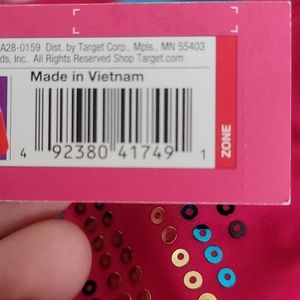 A28-0159 Dist. by Target Corp., Mpls., MN 55403
ds, Inc. All Rights Reserved Shop Target.com
Made in Vietnam
4 92380 41749 1
ZONE